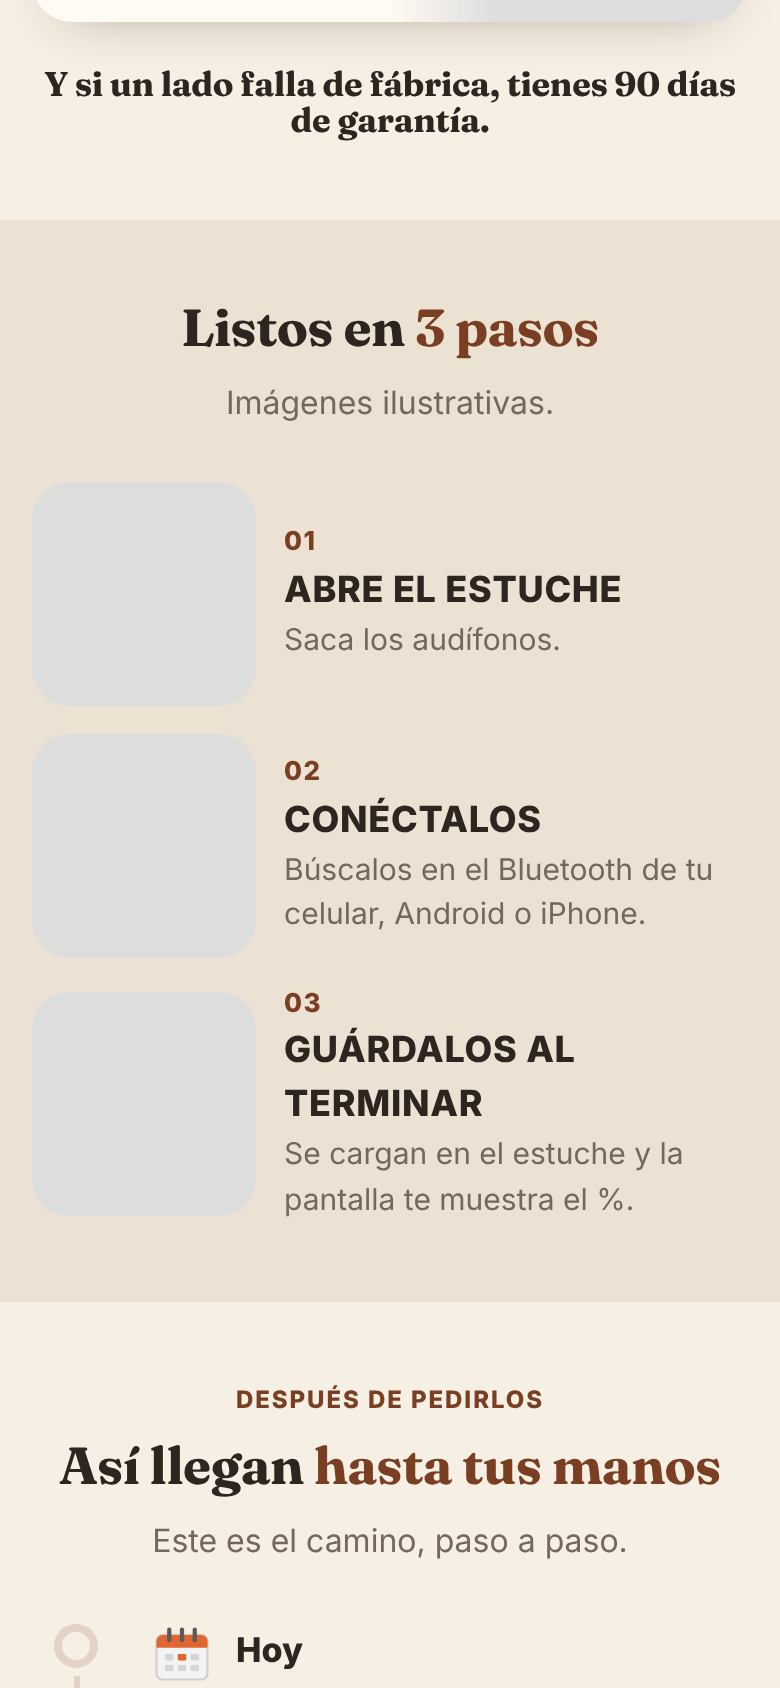 Y si un lado falla de fábrica, tienes 90 días
de garantía.
Listos en 3 pasos
Imágenes ilustrativas.
01
ABRE EL ESTUCHE
Saca los audífonos.
02
CONÉCTALOS
Búscalos en el Bluetooth de tu
celular, Android o iPhone.
03
GUÁRDALOS AL
TERMINAR
Se cargan en el estuche y la
pantalla te muestra el %.
DESPUÉS DE PEDIRLOS
Así llegan hasta tus manos
Este es el camino, paso a paso.
Hoy